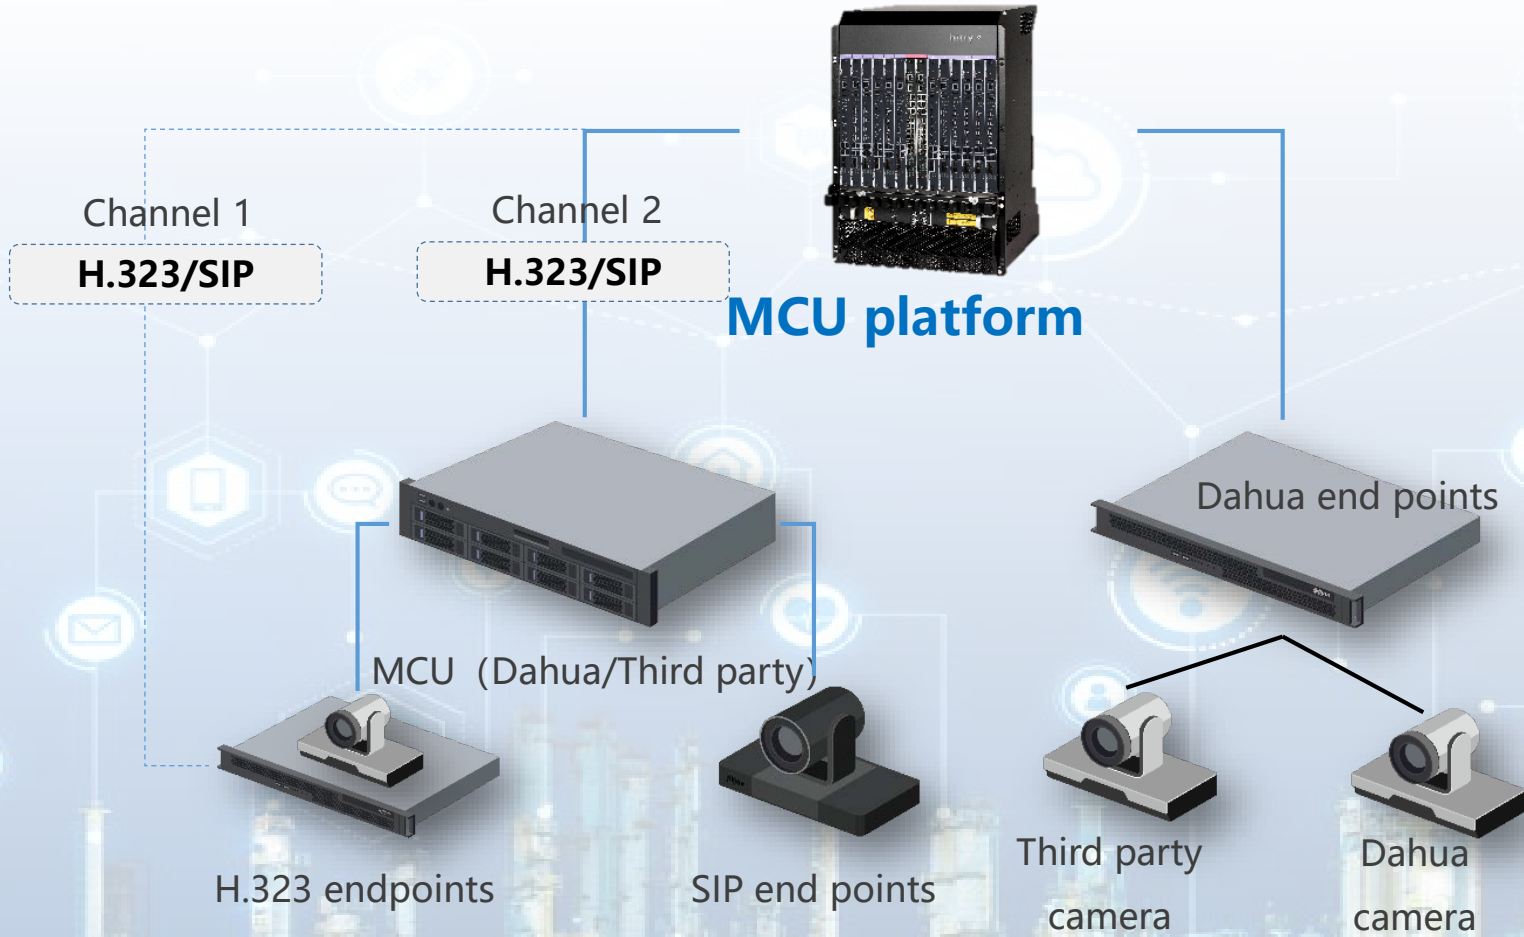 Channel 1
H.323/SIP
Channel 2
H.323/SIP
MCU platform
Dahua end points
MCU（Dahua/Third party）
H.323 endpoints
SIP end points
Third party
camera
Dahua
camera